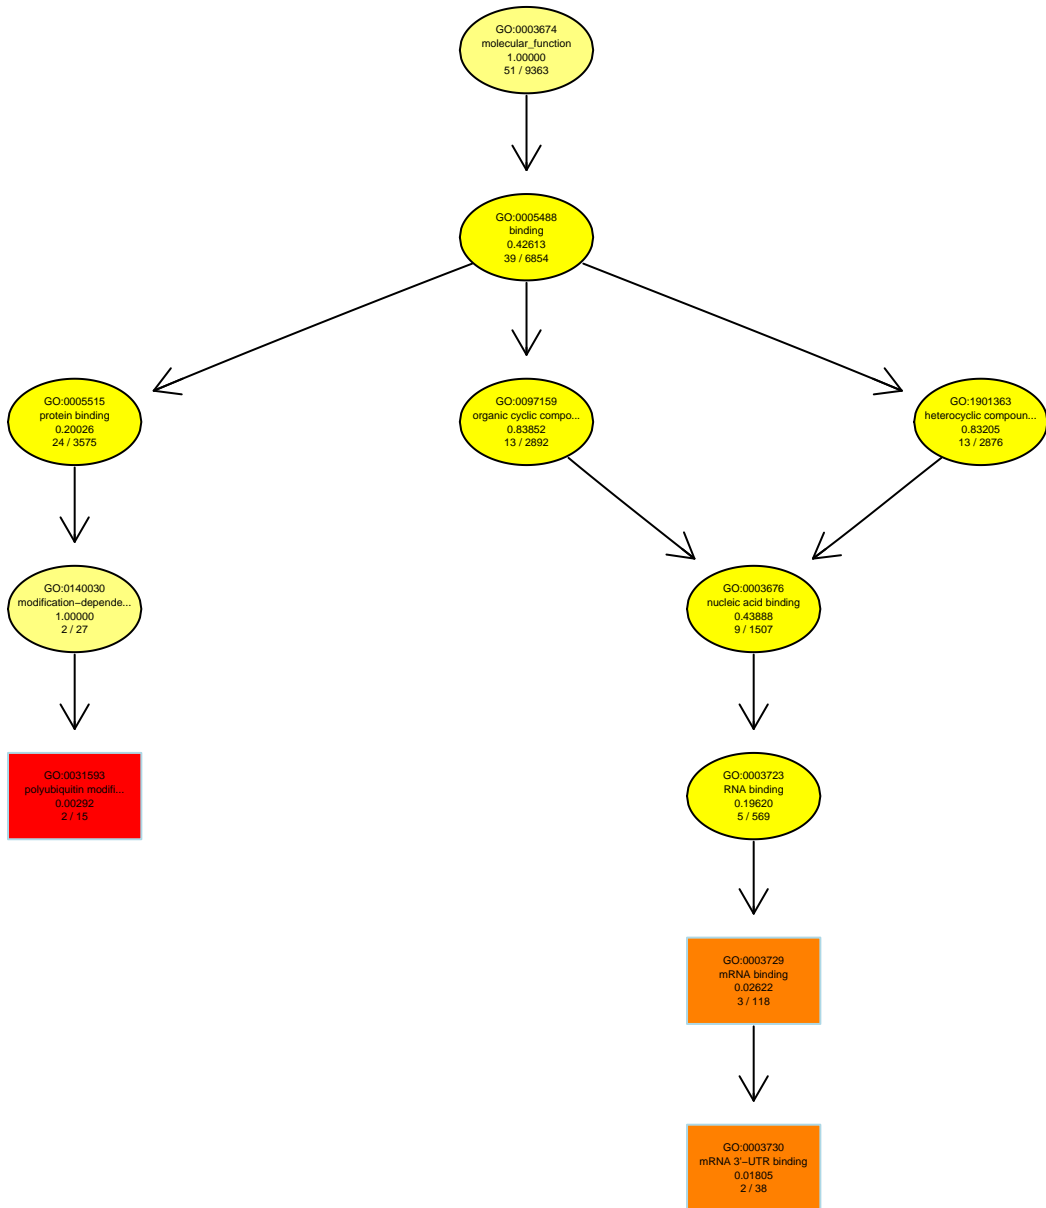 GO:0003674
molecular_function
1.00000
51 / 9363
GO:0005488
binding
0.42613
39 / 6854
GO:0005515
protein binding
0.20026
24 / 3575
GO:0097159
organic cyclic compo...
0.83852
13 / 2892
GO:1901363
heterocyclic compoun...
0.83205
13 / 2876
GO:0140030
modification−depende...
1.00000
2 / 27
GO:0003676
nucleic acid binding
0.43888
9 / 1507
GO:0031593
polyubiquitin modifi...
0.00292
2 / 15
GO:0003723
RNA binding
0.19620
5 / 569
GO:0003729
mRNA binding
0.02622
3 / 118
GO:0003730
mRNA 3'−UTR binding
0.01805
2 / 38